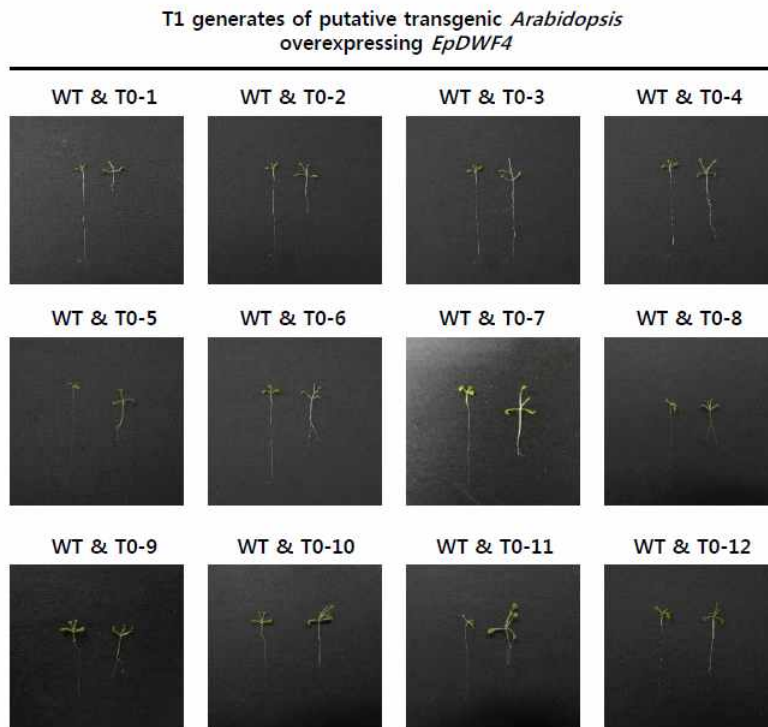 T1 generates of putative transgenic Arabidopsis
overexpressing EpDWF4
WT & T0-1 WT & T0-2 WT & T0-3 WT & T0-4
WT & T0-5 WT & T0-6 WT & T0-7 WT & T0-8
WT & T0-9 WT & T0-10 WT & T0-11 WT & T0-12